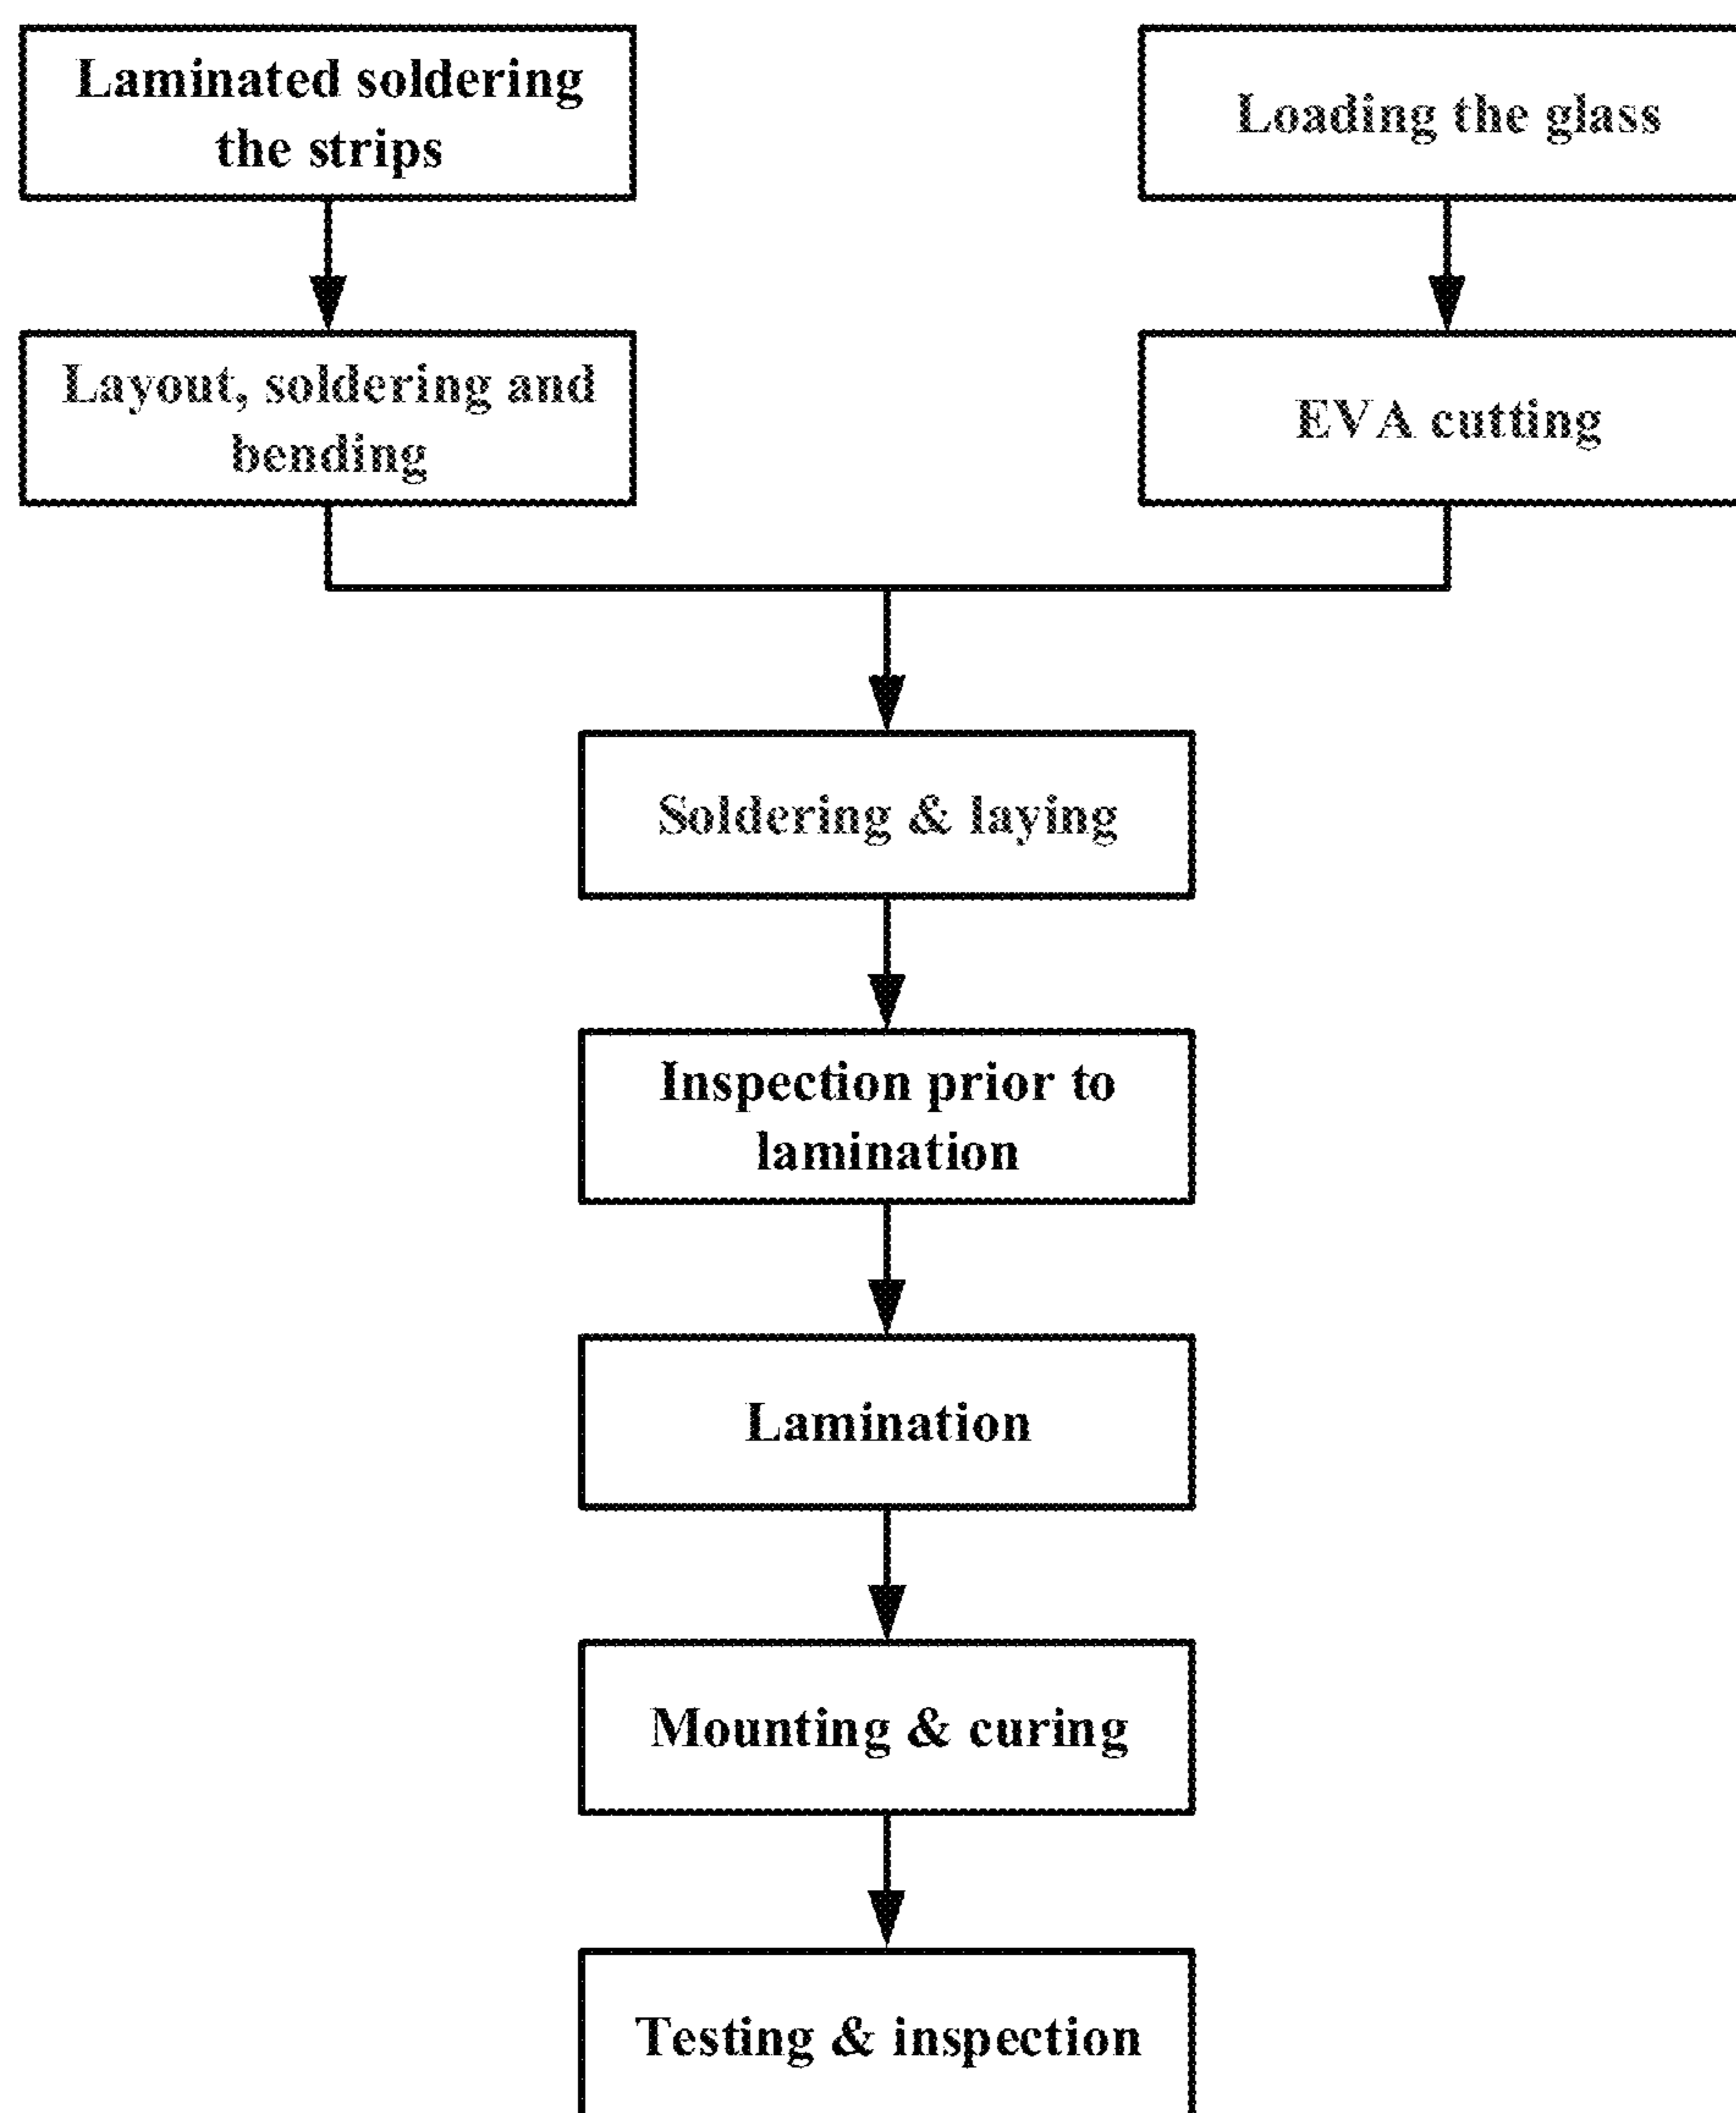 Laminated soldering
the strips
Loading the glass
Layout, soldering and
bending
EVA cutting
Soldering & laying
Inspection prior to
lamination
Lamination
Mounting & curing
Testing & inspection